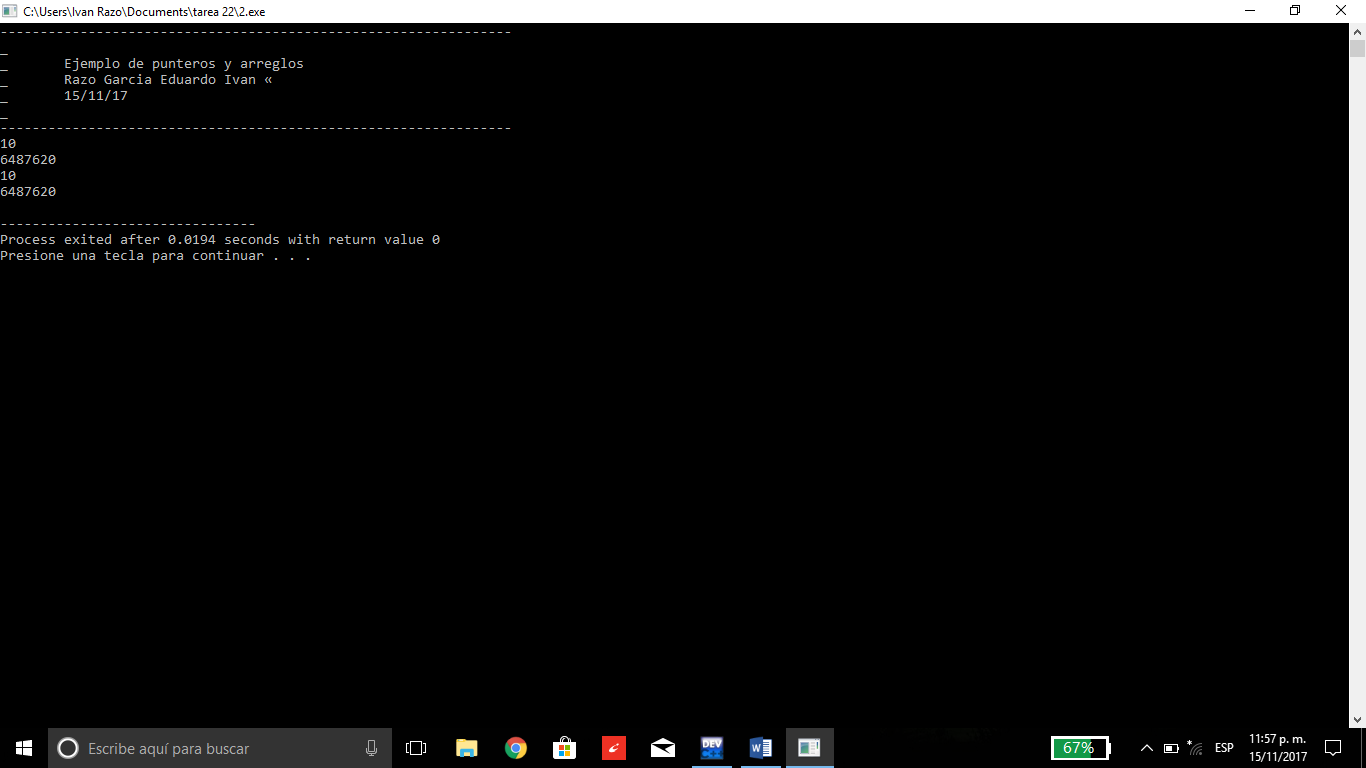 C:\Users\Ivan Razo\Documents\tarea 22\2.exe
----------------------------------------------------------------
_
_ Ejemplo de punteros y arreglos
_ Razo Garcia Eduardo Ivan «
_ 15/11/17
_
----------------------------------------------------------------
10
6487620
10
6487620
--------------------------------
Process exited after 0.0194 seconds with return value 0
Presione una tecla para continuar . . .
Escribe aquí para buscar
DEV
67%
ESP
11:57 p. m.
15/11/2017